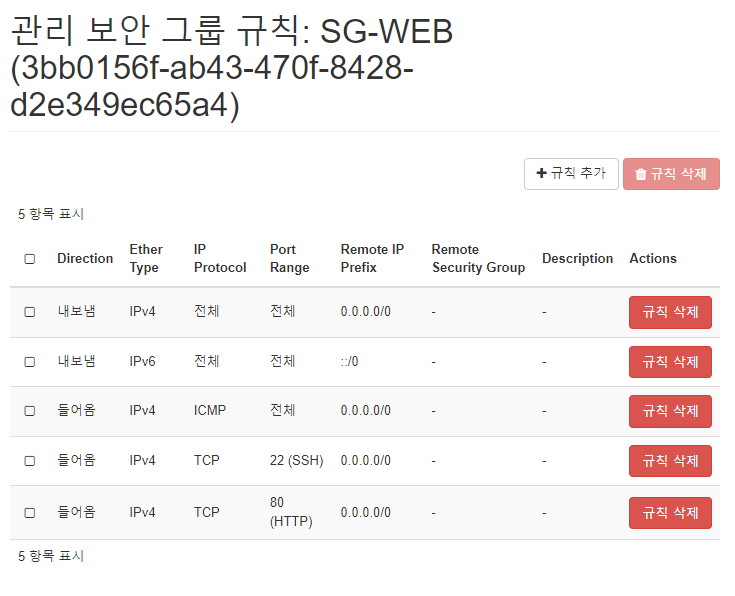 관리 보안 그룹 규칙: SG-WEB
(3bb0156f-ab43-470f-8428-
d2e349ec65a4)
규칙 추가 규칙 삭제
5 항목 표시
Direction Ether Type IP Protocol Port Range Remote IP Prefix Remote Security Group Description Actions
내보냄 IPv4 전체 전체 0.0.0.0/0 - - 규칙 삭제
내보냄 IPv6 전체 전체 ::/0 - - 규칙 삭제
들어옴 IPv4 ICMP 전체 0.0.0.0/0 - - 규칙 삭제
들어옴 IPv4 TCP 22 (SSH) 0.0.0.0/0 - - 규칙 삭제
들어옴 IPv4 TCP 80 (HTTP) 0.0.0.0/0 - - 규칙 삭제
5 항목 표시